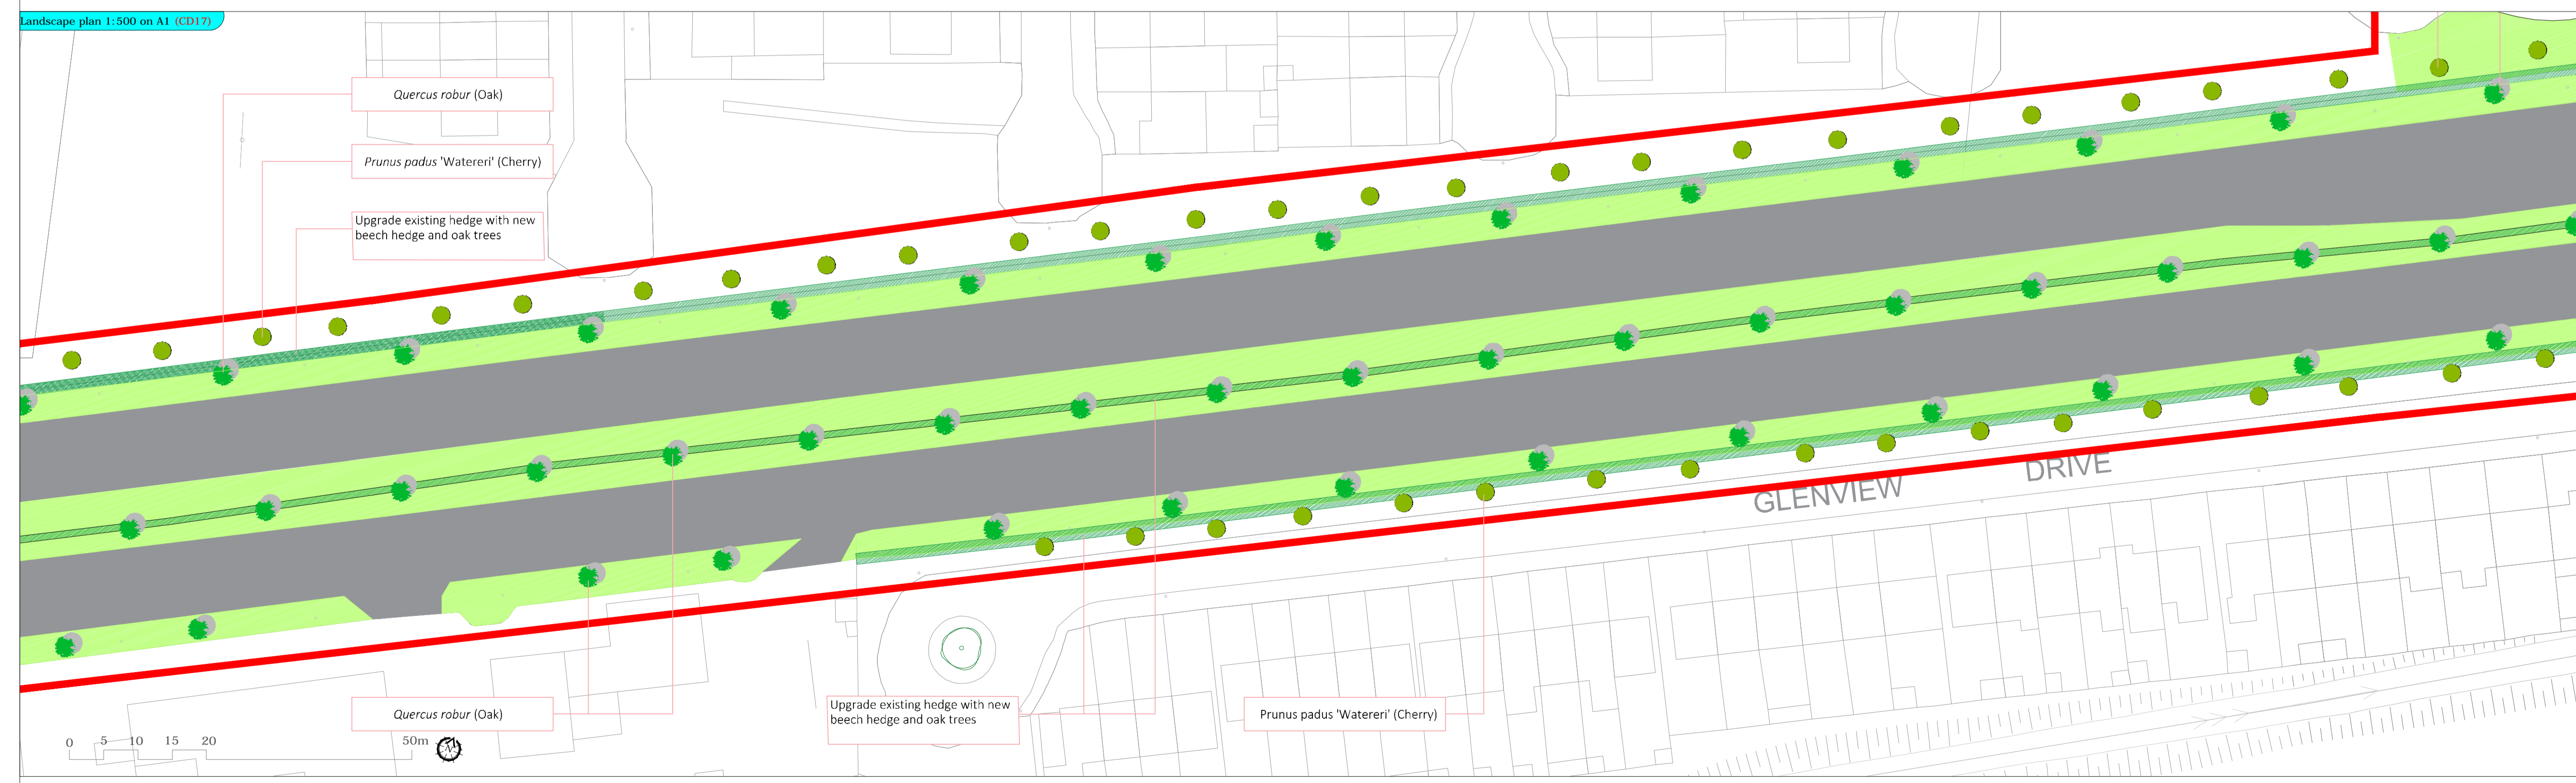 Landscape plan 1:500 on A1 (CD17)
Quercus robur (Oak)
Prunus padus 'Watereri' (Cherry)
Upgrade existing hedge with new
beech hedge and oak trees
GLENVIEW DRIVE
Quercus robur (Oak)
Upgrade existing hedge with new
beech hedge and oak trees
Prunus padus 'Watereri' (Cherry)
0 5 10 15 20 50m
N